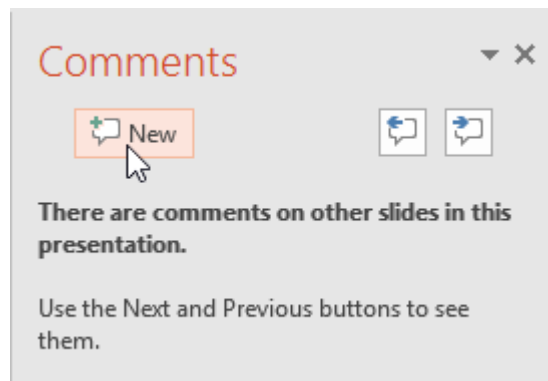 Comments
New
There are comments on other slides in this
presentation.
Use the Next and Previous buttons to see
them.